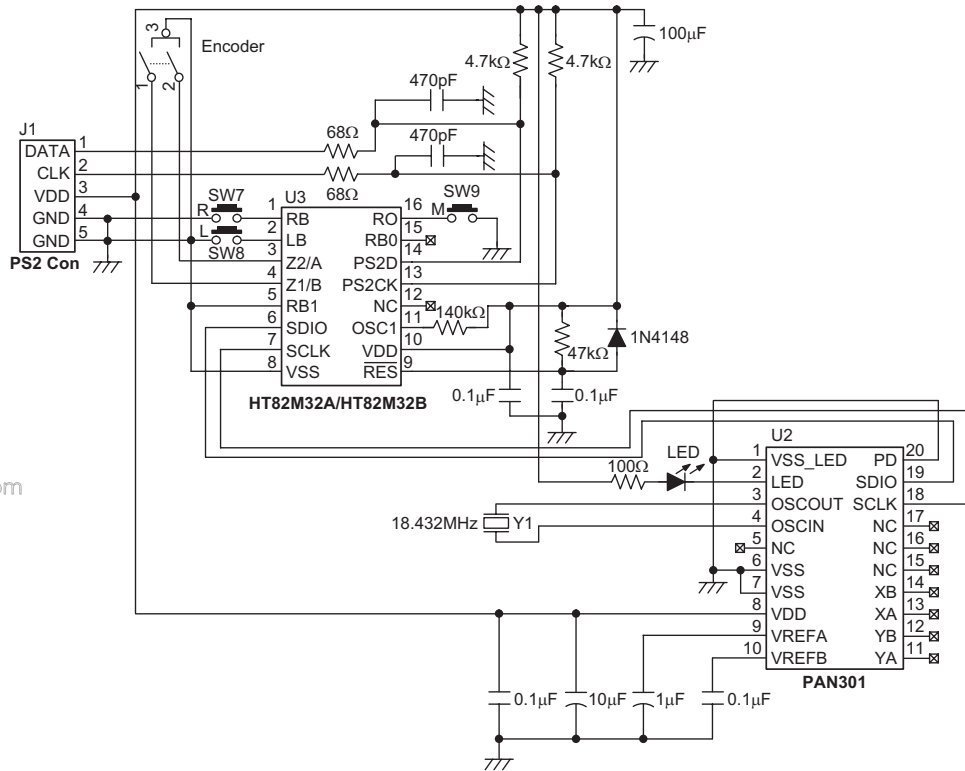 3
Encoder
1
2
100µF
4.7kΩ
4.7kΩ
470pF
J1
DATA 1
CLK 2
VDD 3
GND 4
GND 5
PS2 Con
68Ω
470pF
68Ω
SW7
R
L
SW8
U3
SW9
M
1 RB RO 16
2 LB RB0 15
3 Z2/A PS2D 14
4 Z1/B PS2CK 13
5 RB1 NC 12
6 SDIO OSC1 11
7 SCLK VDD 10
8 VSS RES 9
HT82M32A/HT82M32B
140kΩ
47kΩ
1N4148
0.1µF
0.1µF
om
100Ω
LED
18.432MHz
Y1
U2
1 VSS_LED PD 20
2 LED SDIO 19
3 OSCOUT SCLK 18
4 OSCIN NC 17
5 NC NC 16
6 VSS NC 15
7 VSS XB 14
8 VDD XA 13
9 VREFA YB 12
10 VREFB YA 11
PAN301
0.1µF
10µF
1µF
0.1µF